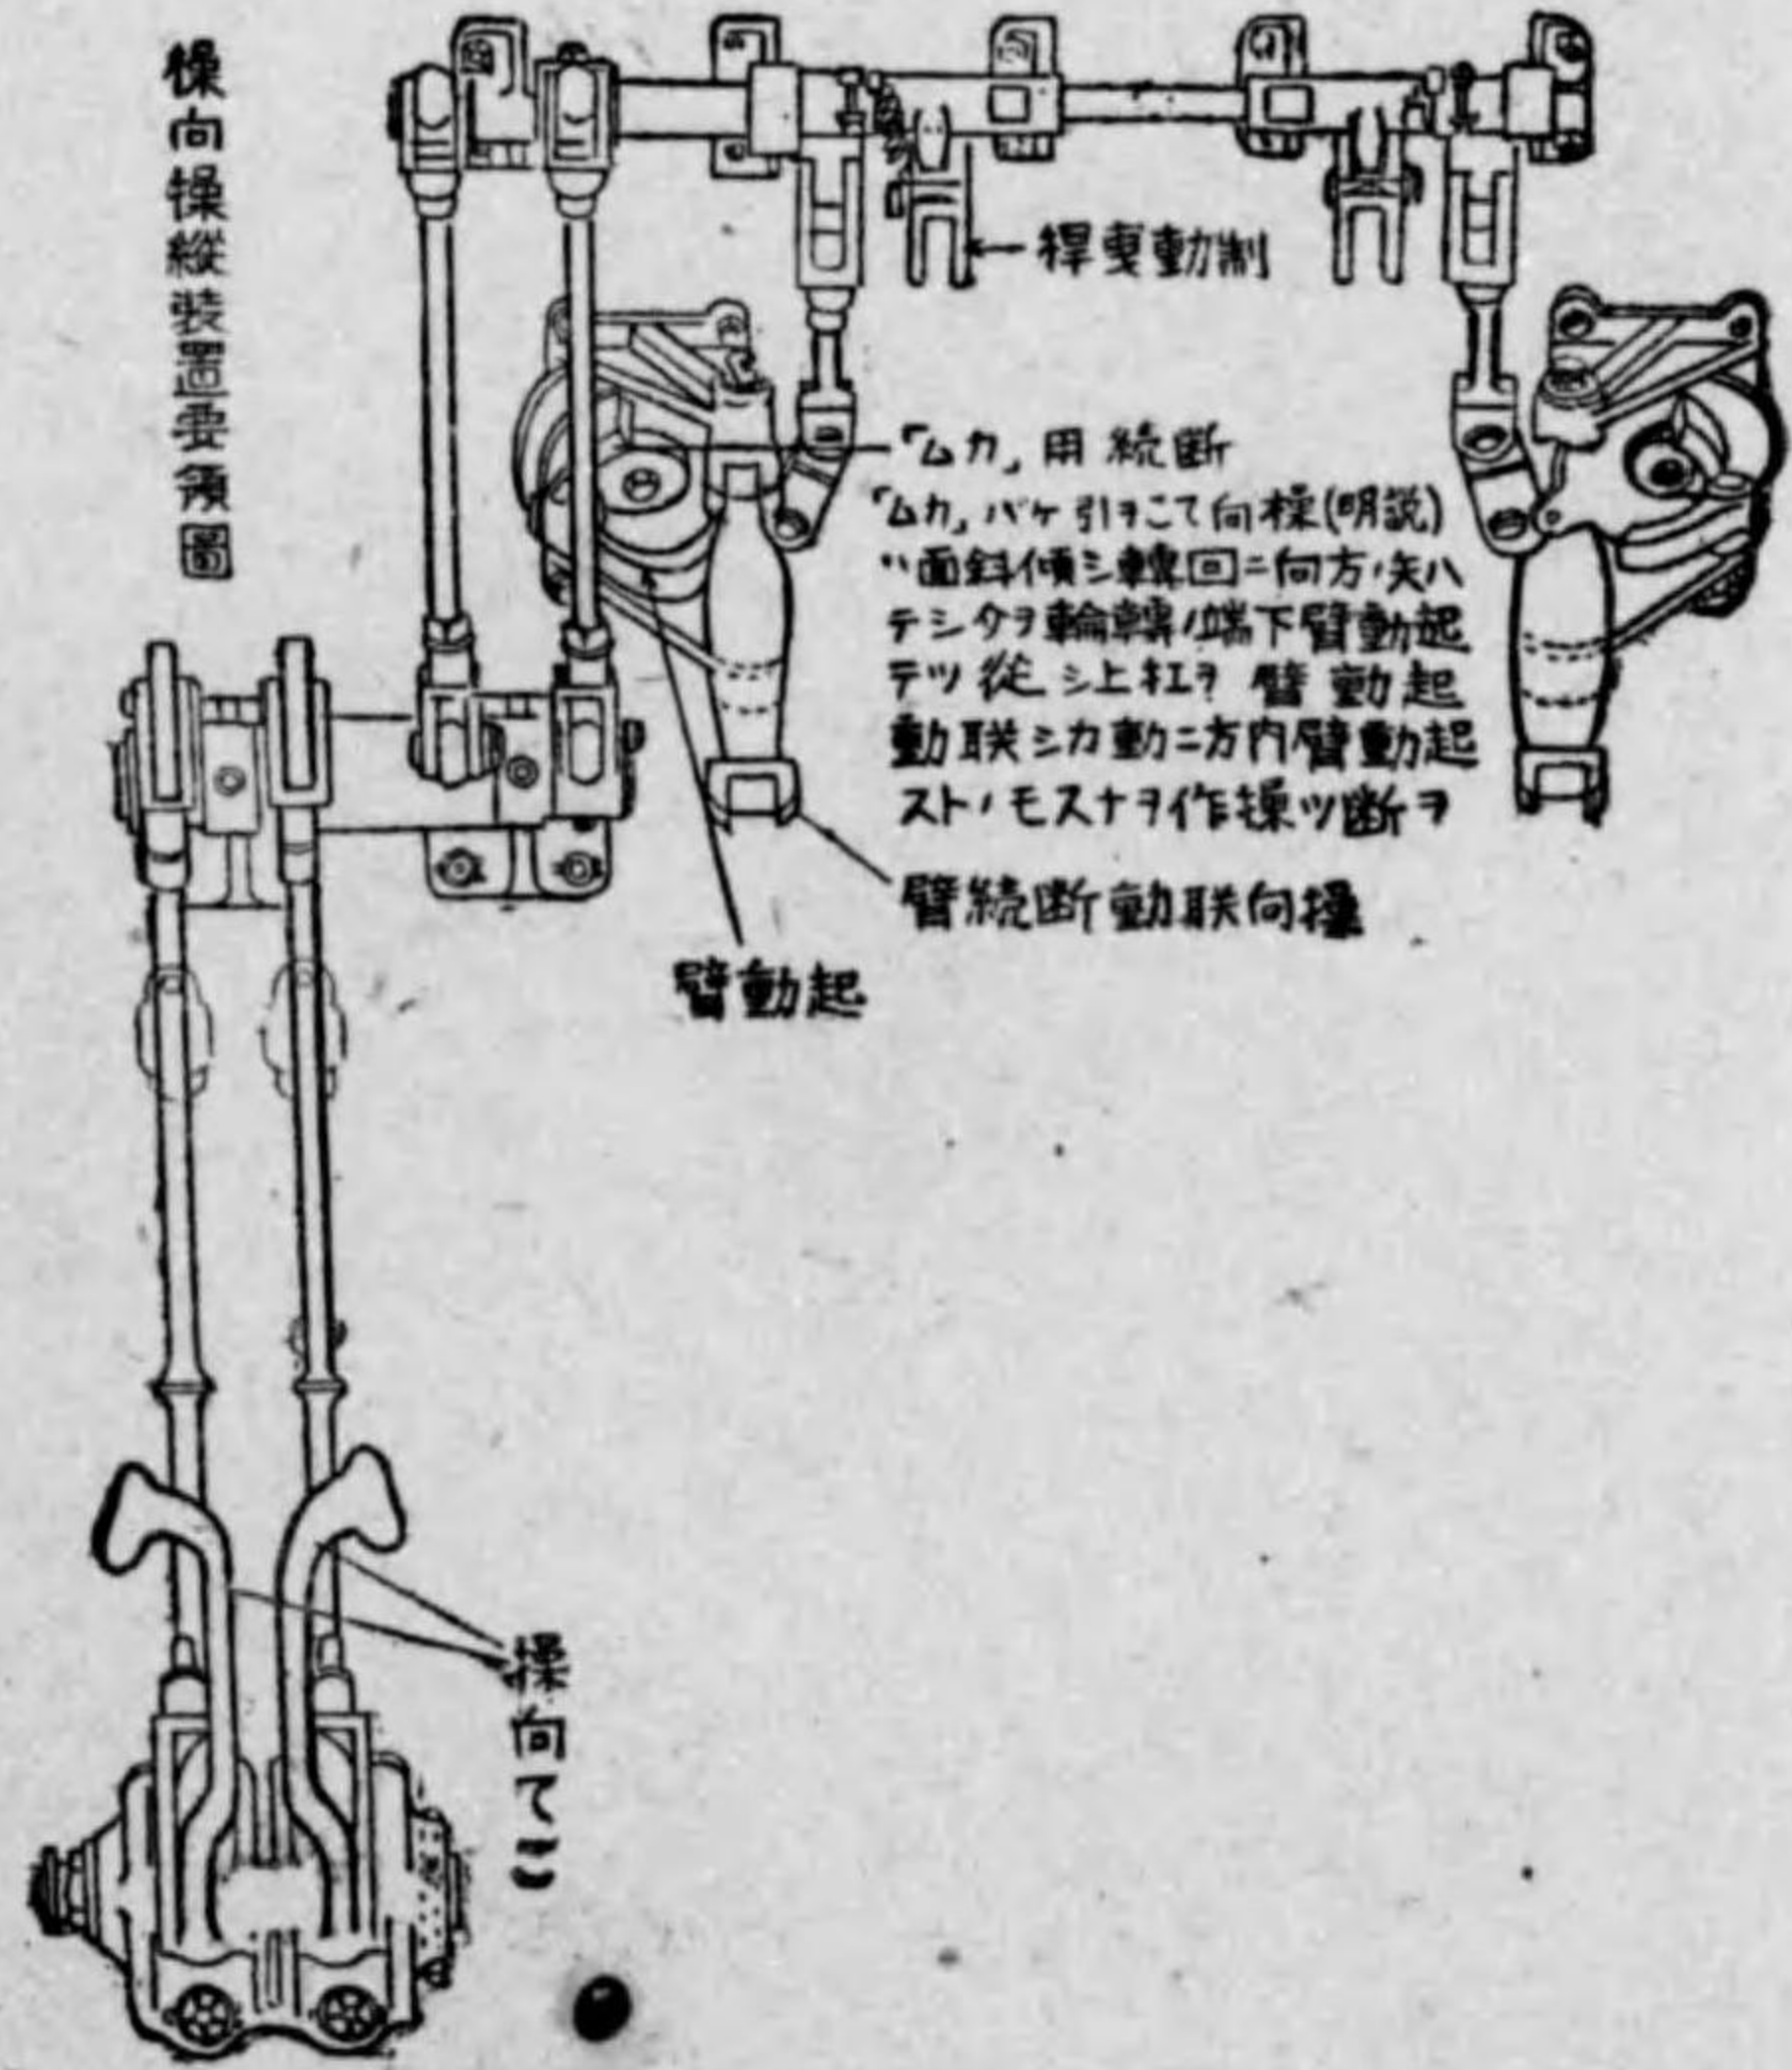 操向操縦装置要領圖
制動曳桿
断続用「カム」
(説明)操向てこヲ引ケバ「カム」
ハ矢ノ方向ニ回轉シ傾斜面ハ
起動臂下端ノ轉輪ヲ介シテ
起動臂ヲ扛上シ従ツテ
起動臂内方ニ動カシ联動
ヲ断ツ操作ヲナスモノトス
操向联動断続臂
起動臂
操向てこ